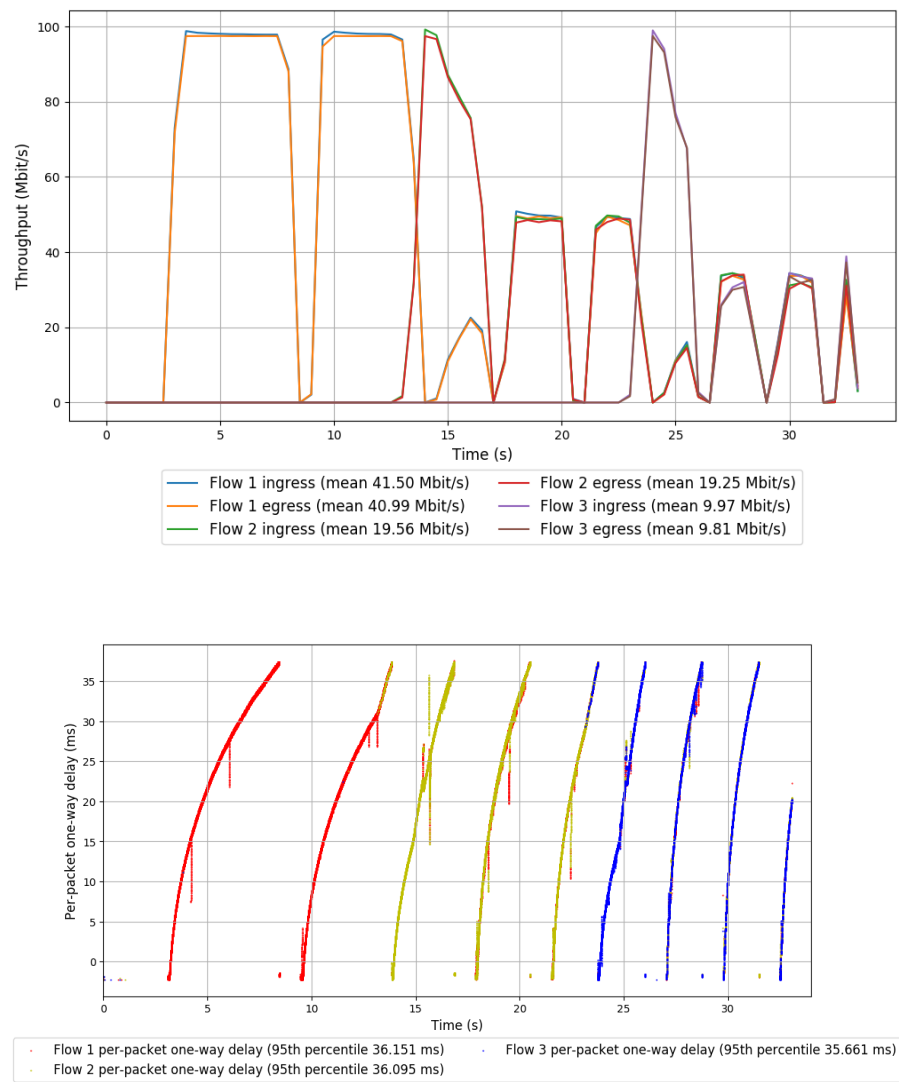 100
80
60
40
20
0
Throughput (Mbit/s)
0 5 10 15 20 25 30
Time (s)
Flow 1 ingress (mean 41.50 Mbit/s)
Flow 1 egress (mean 40.99 Mbit/s)
Flow 2 ingress (mean 19.56 Mbit/s)
Flow 2 egress (mean 19.25 Mbit/s)
Flow 3 ingress (mean 9.97 Mbit/s)
Flow 3 egress (mean 9.81 Mbit/s)
35
30
25
20
15
10
5
0
Per-packet one-way delay (ms)
0 5 10 15 20 25 30
Time (s)
Flow 1 per-packet one-way delay (95th percentile 36.151 ms)
Flow 2 per-packet one-way delay (95th percentile 36.095 ms)
Flow 3 per-packet one-way delay (95th percentile 35.661 ms)